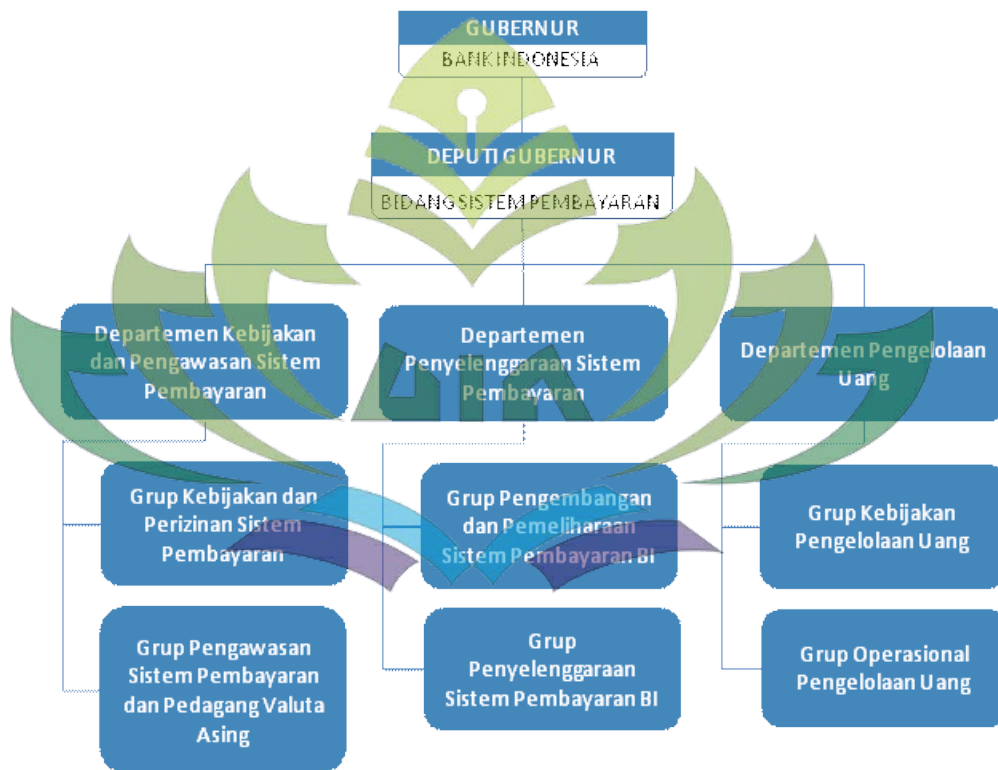 GUBERNUR
BANK INDONESIA
DEPUTI GUBERNUR
BIDANG SISTEM PEMBAYARAN
Departemen Kebijakan
dan Pengawasan Sistem
Pembayaran
Departemen
Penyelenggaraan Sistem
Pembayaran
Departemen Pengelolaan
Uang
Grup Kebijakan dan
Perizinan Sistem
Pembayaran
Grup Pengembangan
dan Pemeliharaan
Sistem Pembayaran BI
Grup Kebijakan
Pengelolaan Uang
Grup Pengawasan
Sistem Pembayaran
dan Pedagang Valuta
Asing
Grup
Penyelenggaraan
Sistem Pembayaran BI
Grup Operasional
Pengelolaan Uang